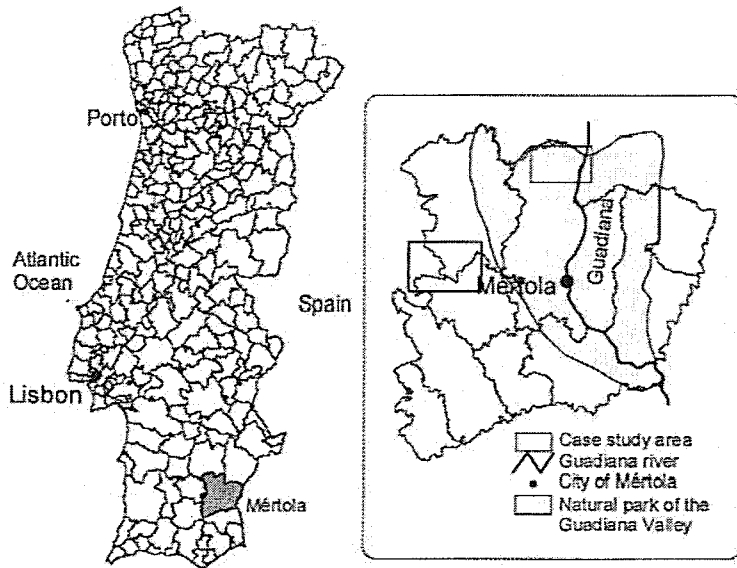 Porto
Atlantic
Ocean
Spain
Lisbon
Mértola
Guadiana
Mértola
Case study area
Guadiana river
City of Mértola
Natural park of the
Guadiana Valley